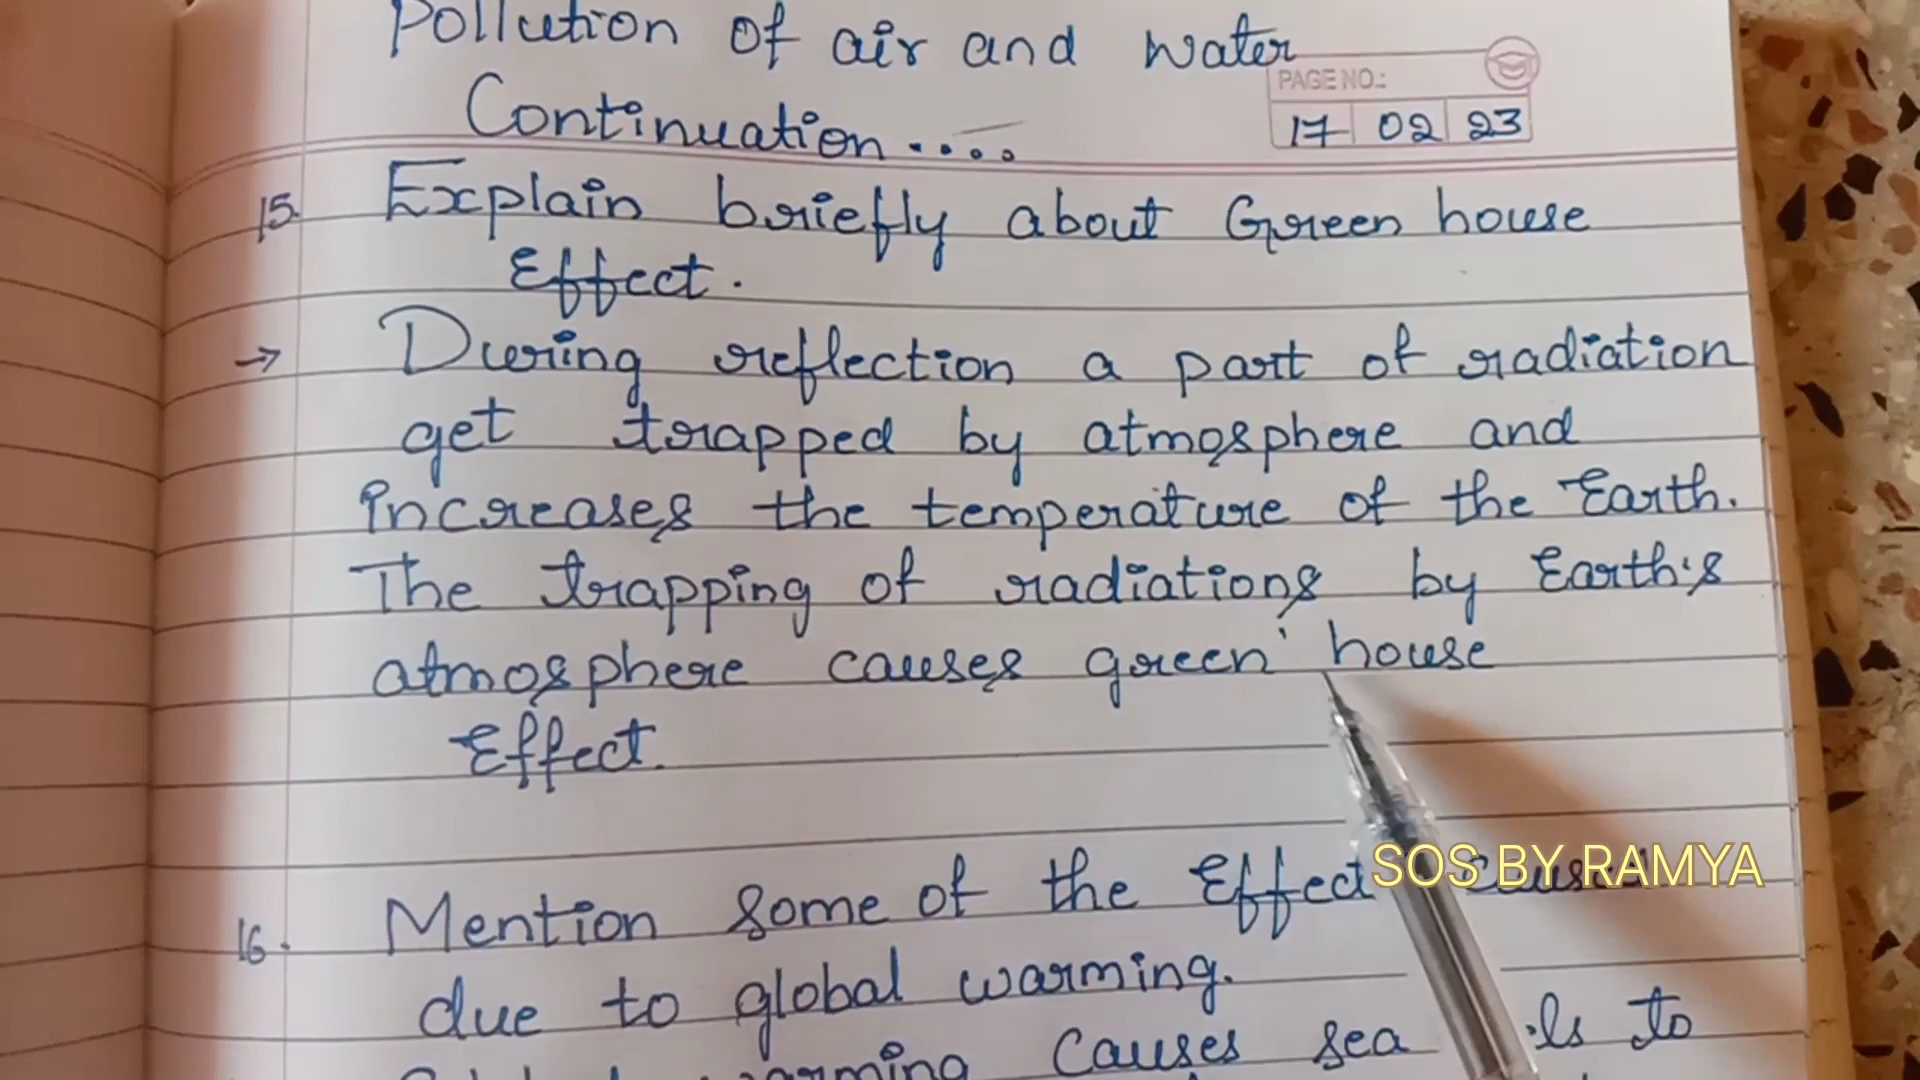 Pollution of air and water
PAGE NO.:
Continuation....
17 02 23
15. Explain briefly about Green house
Effect.
→ During reflection a part of radiation
get trapped by atmosphere and
increases the temperature of the Earth.
The trapping of radiations by Earth's
atmosphere causes green house
Effect.
SOS BY RAMYA
16. Mention some of the Effect caused
due to global warming.
causes sea to